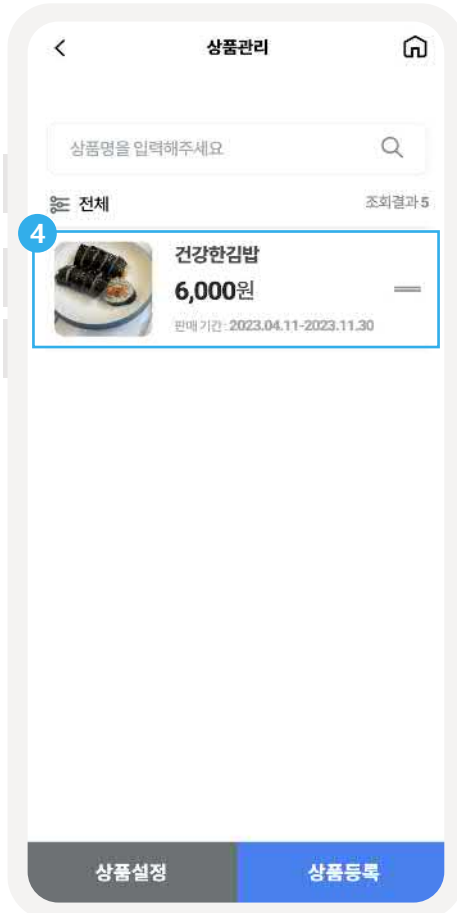 상품관리
상품명을 입력해주세요
전체
조회결과 5
4
건강한김밥
6,000원
판매 기간 : 2023.04.11-2023.11.30
상품설정
상품등록